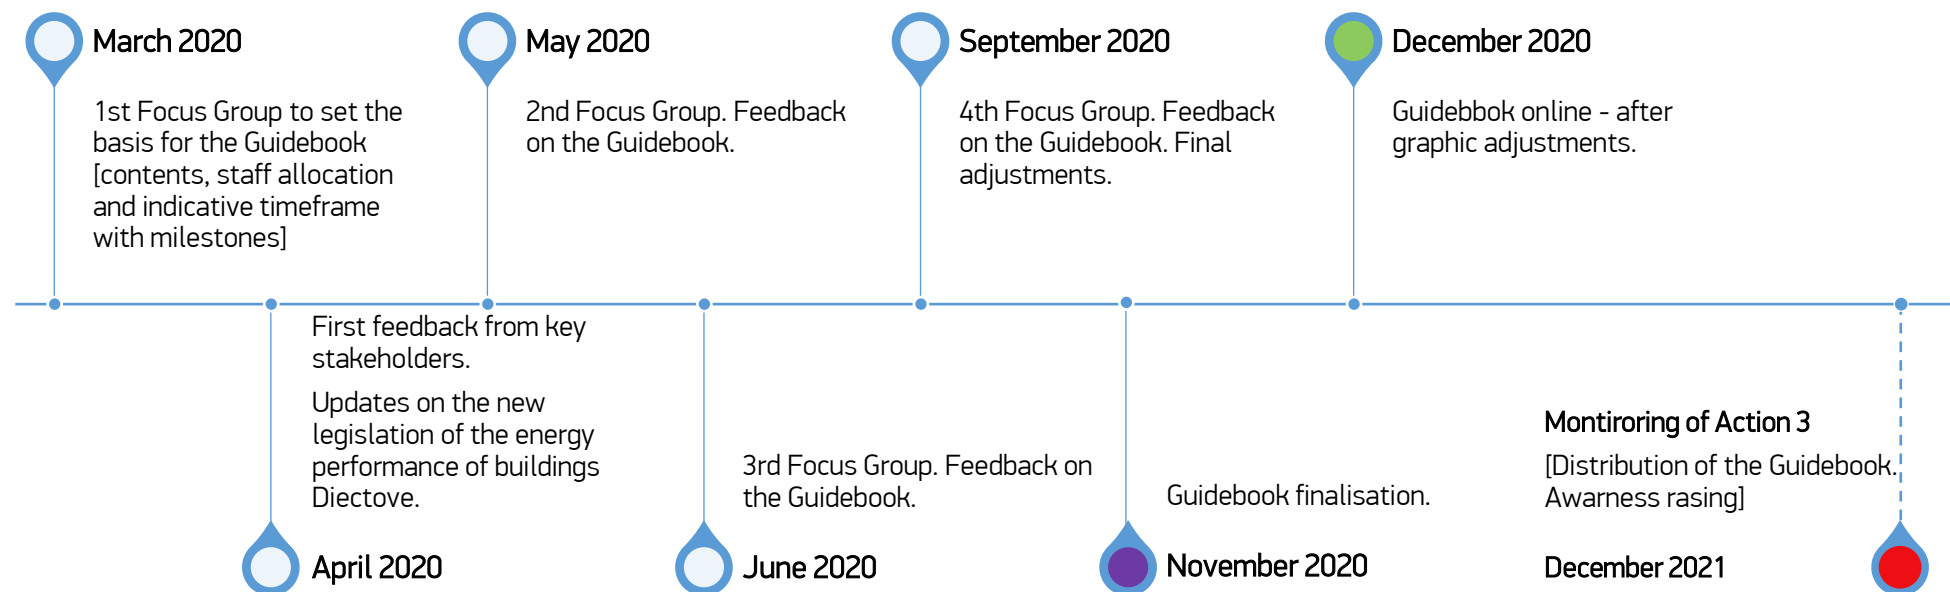 March 2020
1st Focus Group to set the
basis for the Guidebook
[contents, staff allocation
and indicative timeframe
with milestones]
May 2020
2nd Focus Group. Feedback
on the Guidebook.
September 2020
4th Focus Group. Feedback
on the Guidebook. Final
adjustments.
December 2020
Guidebbok online - after
graphic adjustments.
First feedback from key
stakeholders.
Updates on the new
legislation of the energy
performance of buildings
Diectove.
April 2020
3rd Focus Group. Feedback on
the Guidebook.
June 2020
Guidebook finalisation.
November 2020
Montiroring of Action 3
[Distribution of the Guidebook.
Awarness rasing]
December 2021